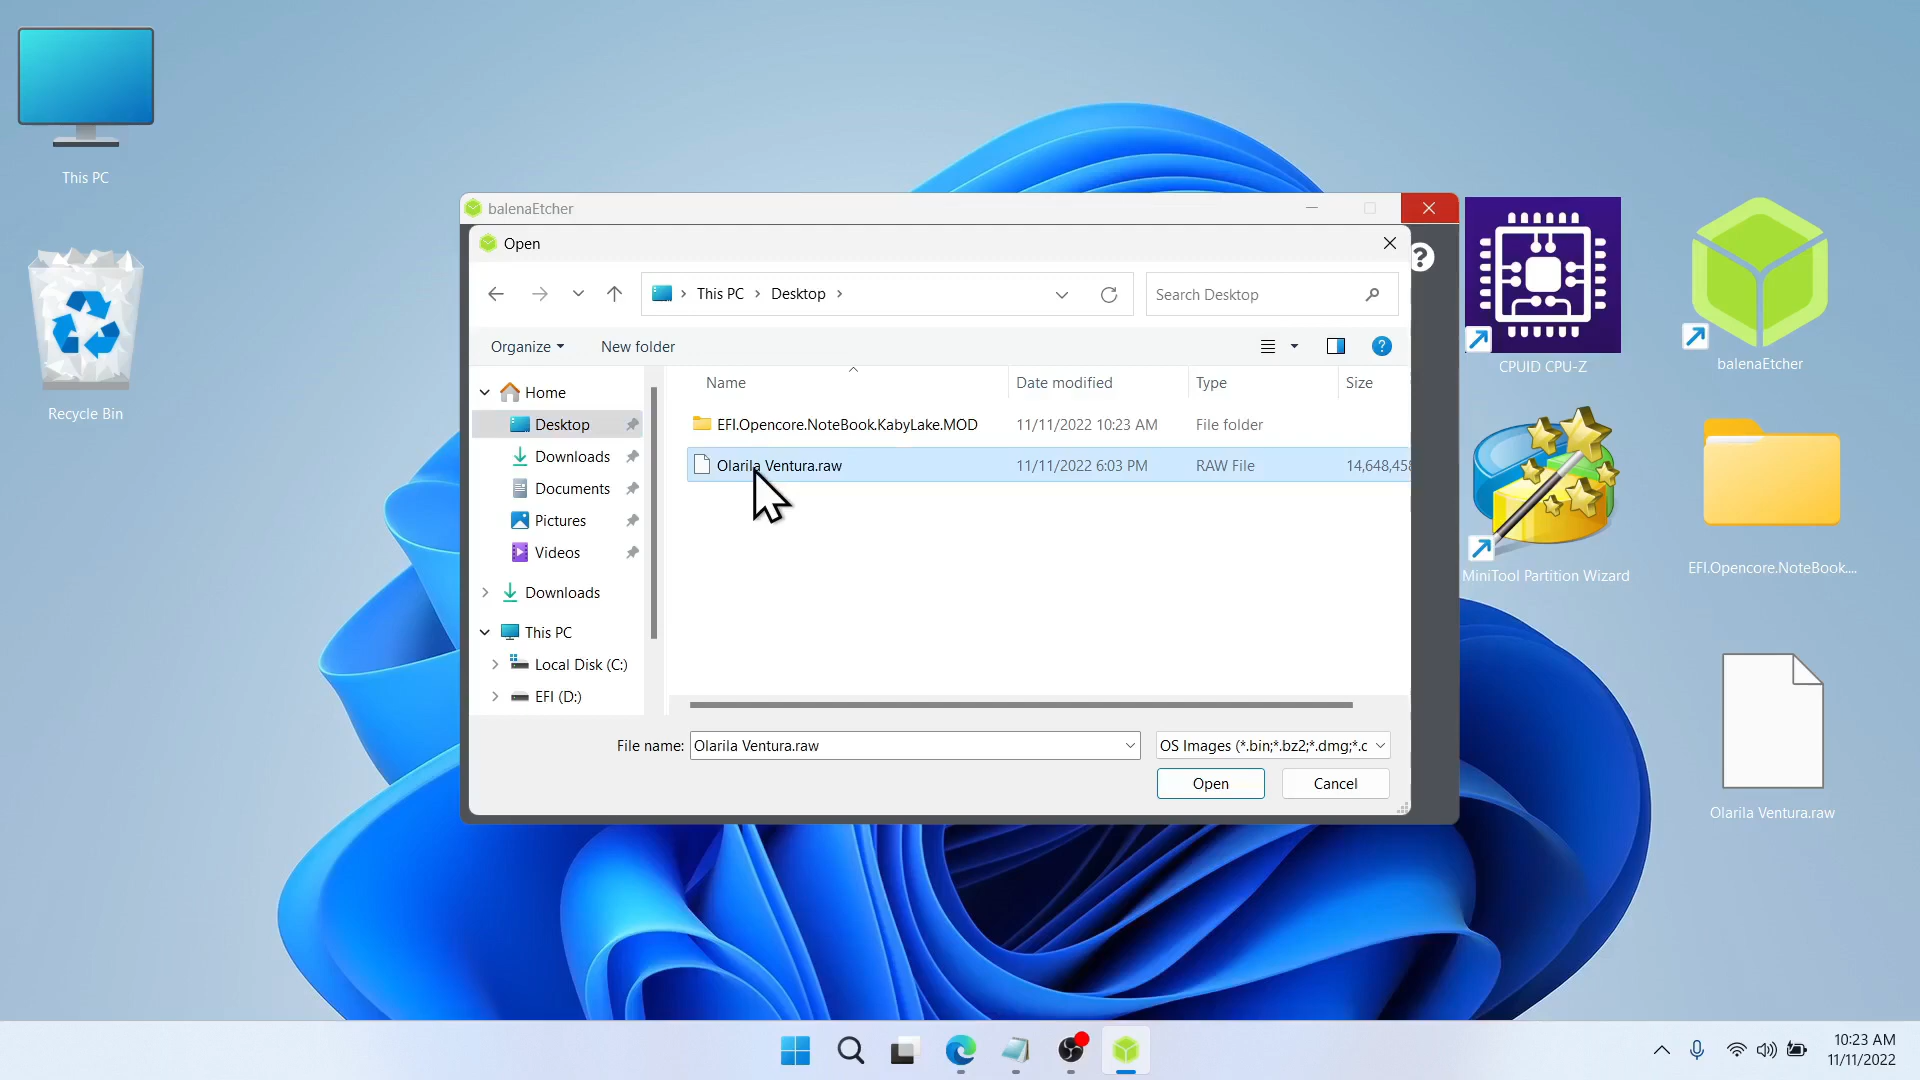 This PC
Recycle Bin
balenaEtcher
Open
This PC
Desktop
Search Desktop
Organize
New folder
Name
Date modified
Type
Size
Home
Desktop
Downloads
Documents
Pictures
Videos
Downloads
This PC
Local Disk (C:)
EFI (D:)
EFI.Opencore.NoteBook.KabyLake.MOD
11/11/2022 10:23 AM
File folder
Olarila Ventura.raw
11/11/2022 6:03 PM
RAW File
14,648,458
File name:
Olarila Ventura.raw
OS Images (*.bin;*.bz2;*.dmg;*.c
Open
Cancel
CPUID CPU-Z
balenaEtcher
MiniTool Partition Wizard
EFI.Opencore.NoteBook....
Olarila Ventura.raw
10:23 AM
11/11/2022